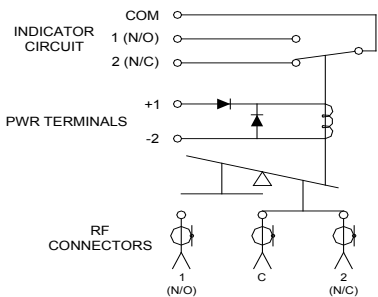 COM
INDICATOR
CIRCUIT
1 (N/O)
2 (N/C)
+1
PWR TERMINALS
-2
RF
CONNECTORS
1
(N/O)
C
2
(N/C)